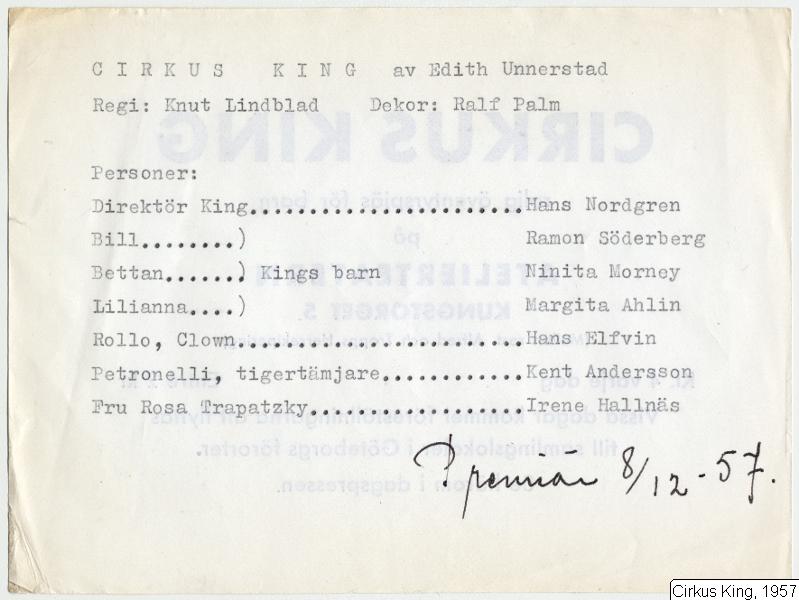 C I R K U S   K I N G   av Edith Unnerstad
Regi: Knut Lindblad   Dekor: Ralf Palm
Personer:
Direktör King.......................Hans Nordgren
Bill........)   Ramon Söderberg
Bettan.......) Kings barn   Ninita Morney
Lilianna....)   Margita Ahlin
Rollo, Clown........................Hans Elfvin
Petronelli, tigertämjare............Kent Andersson
Fru Rosa Trapatzky..................Irene Hallnäs
Premiär 8/12-57.
Cirkus King, 1957